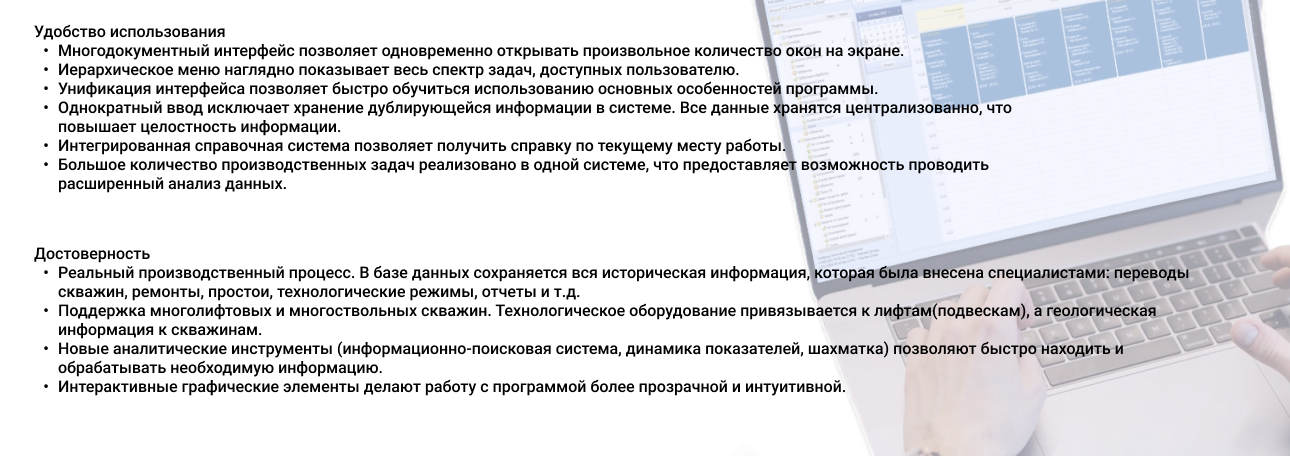 Удобство использования
• Многодокументный интерфейс позволяет одновременно открывать произвольное количество окон на экране.
• Иерархическое меню наглядно показывает весь спектр задач, доступных пользователю.
• Унификация интерфейса позволяет быстро обучиться использованию основных особенностей программы.
• Однократный ввод исключает хранение дублирующейся информации в системе. Все данные хранятся централизованно, что
повышает целостность информации.
• Интегрированная справочная система позволяет получить справку по текущему месту работы.
• Большое количество производственных задач реализовано в одной системе, что предоставляет возможность проводить
расширенный анализ данных.
Достоверность
• Реальный производственный процесс. В базе данных сохраняется вся историческая информация, которая была внесена специалистами: переводы
скважин, ремонты, простои, технологические режимы, отчеты и т.д.
• Поддержка многолифтовых и многоствольных скважин. Технологическое оборудование привязывается к лифтам(подвескам), а геологическая
информация к скважинам.
• Новые аналитические инструменты (информационно-поисковая система, динамика показателей, шахматка) позволяют быстро находить и
обрабатывать необходимую информацию.
• Интерактивные графические элементы делают работу с программой более прозрачной и интуитивной.